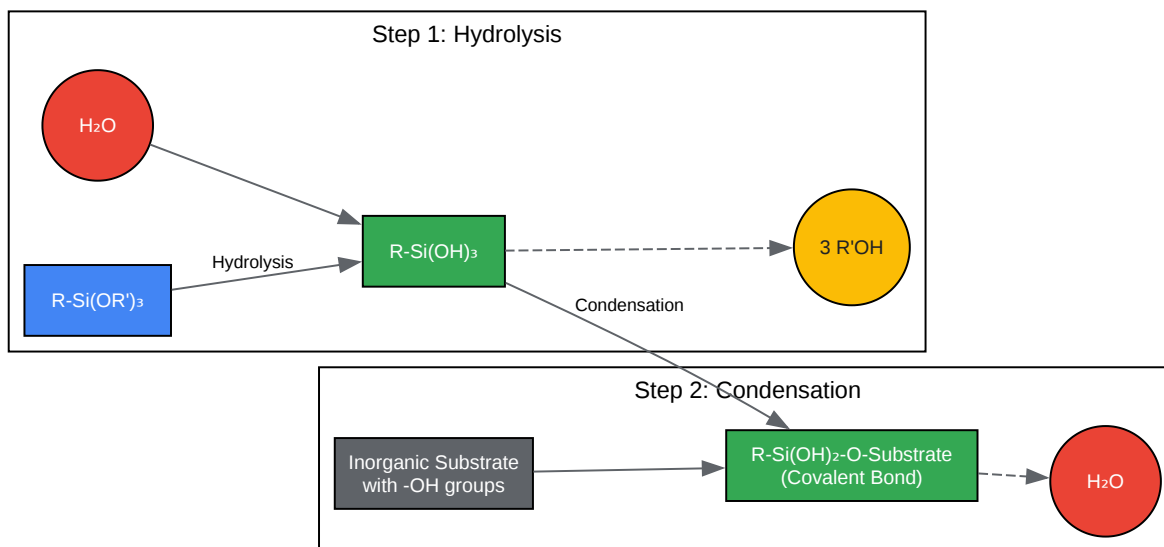 Step 1: Hydrolysis
H₂O
R-Si(OR')₃
Hydrolysis
R-Si(OH)₃
3 R'OH
Condensation
Step 2: Condensation
Inorganic Substrate
with -OH groups
R-Si(OH)₂-O-Substrate
(Covalent Bond)
H₂O